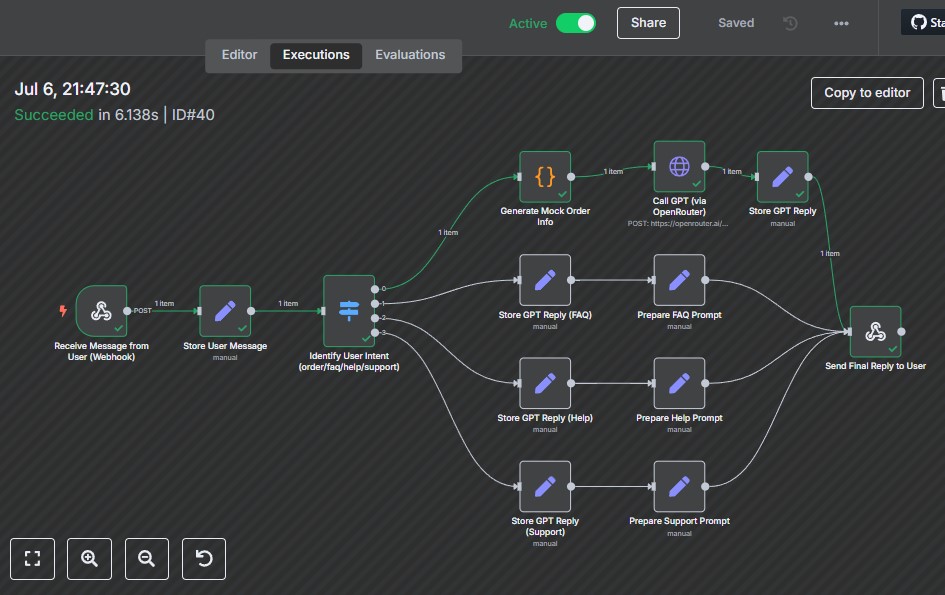 Active
Share
Saved
Sta
Editor
Executions
Evaluations
Jul 6, 21:47:30
Succeeded in 6.138s | ID#40
Copy to editor
Generate Mock Order
Info
1 item
Call GPT (via
OpenRouter)
POST: https://openrouter.ai/...
1 item
Store GPT Reply
manual
1 item
1 item
Receive Message from
User (Webhook)
POST
1 item
Store User Message
manual
1 item
Identify User Intent
(order/faq/help/support)
0
1
2
3
Store GPT Reply (FAQ)
manual
Prepare FAQ Prompt
manual
Send Final Reply to User
Store GPT Reply (Help)
manual
Prepare Help Prompt
manual
Store GPT Reply
(Support)
manual
Prepare Support Prompt
manual